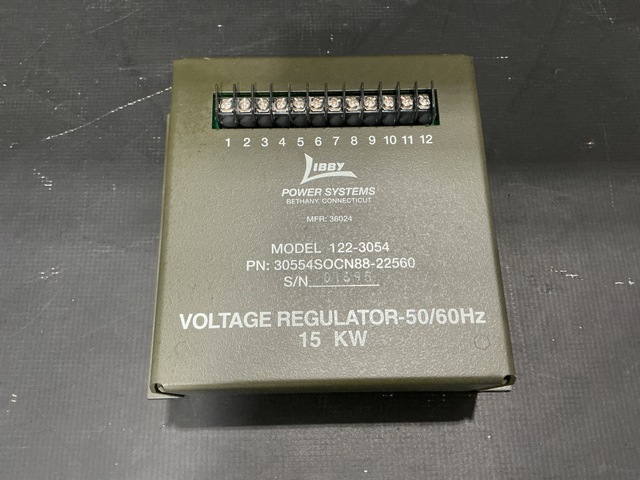 1 2 3 4 5 6 7 8 9 10 11 12
LIBBY
POWER SYSTEMS
BETHANY, CONNECTICUT
MFR: 36024
MODEL 122-3054
PN: 30554SOCN88-22560
S/N 01595
VOLTAGE REGULATOR-50/60Hz
15 KW